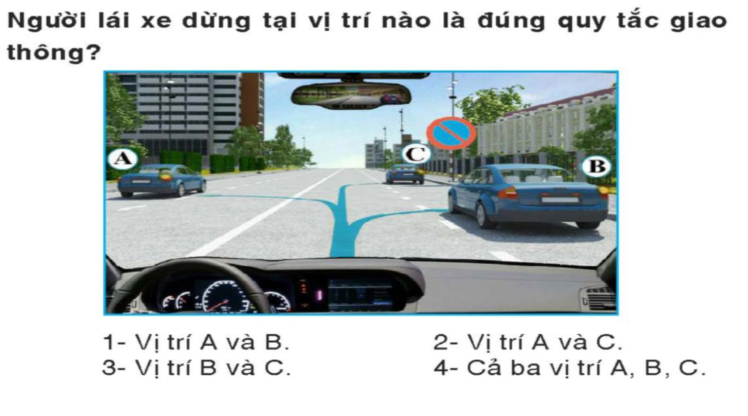 Người lái xe dừng tại vị trí nào là đúng quy tắc giao
thông?
A
C
B
1- Vị trí A và B.
2- Vị trí A và C.
3- Vị trí B và C.
4- Cả ba vị trí A, B, C.